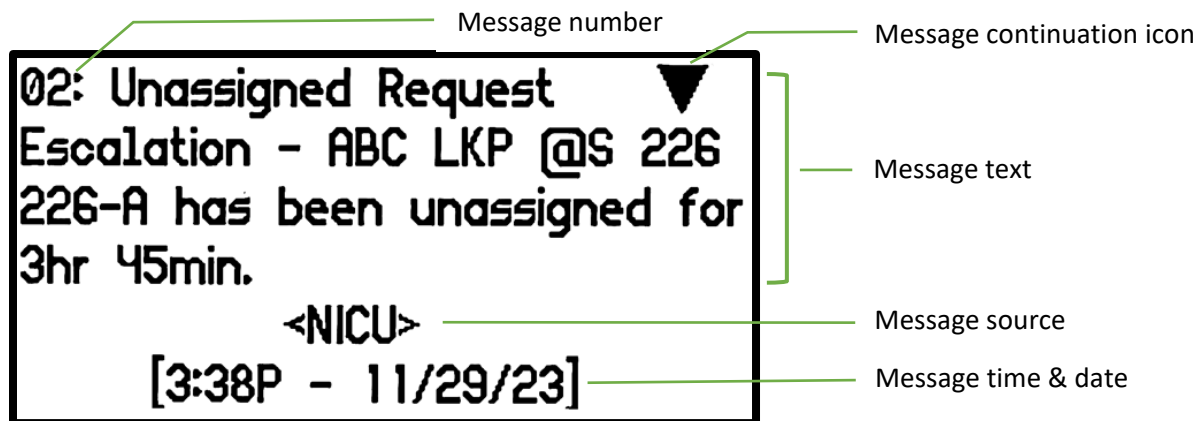 Message number
Message continuation icon
02: Unassigned Request
Escalation - ABC LKP @S 226
226-A has been unassigned for
3hr 45min.
Message text
<NICU>
Message source
[3:38P - 11/29/23]
Message time & date